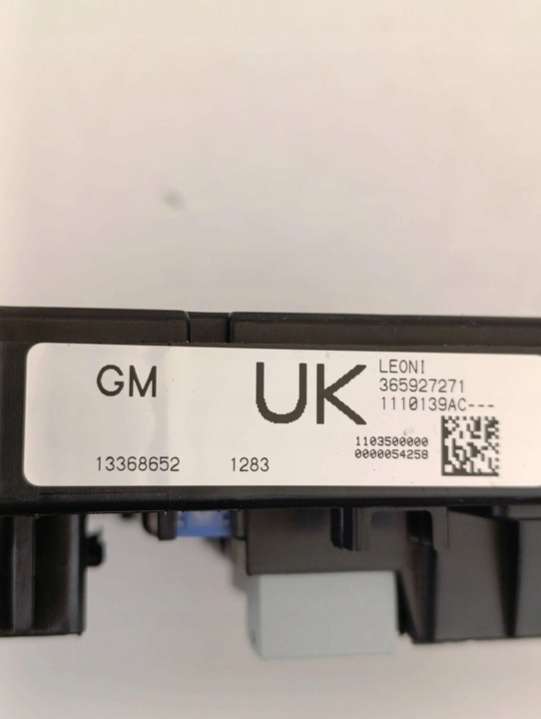 GM
UK
LEONI
365927271
1110139AC---
1103500000
0000054258
13368652
1283